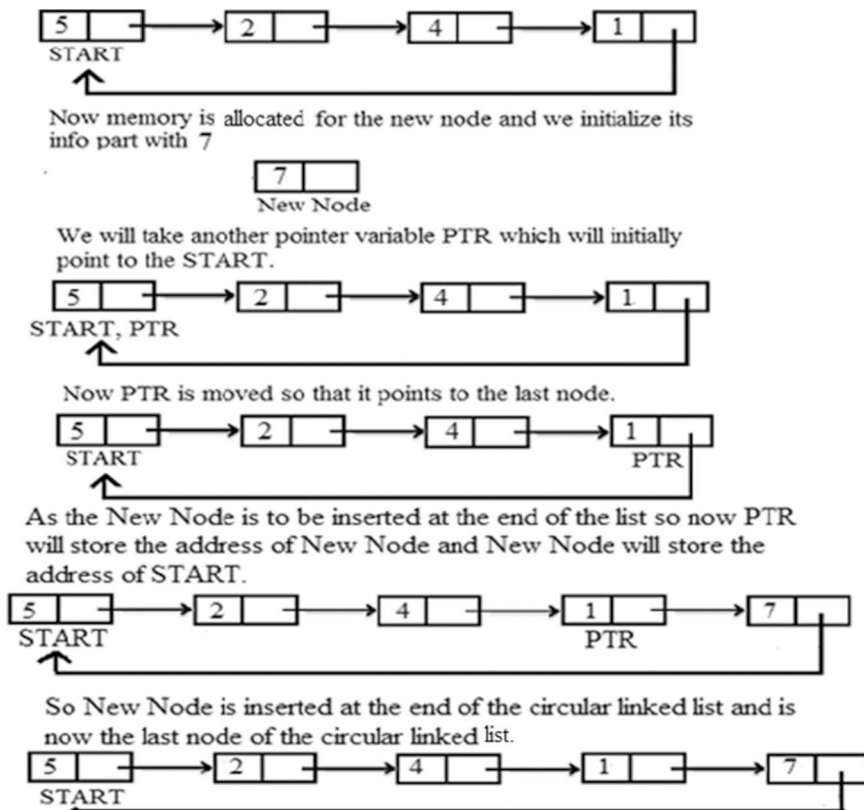 5 2 4 1
START
Now memory is allocated for the new node and we initialize its
info part with 7
7
New Node
We will take another pointer variable PTR which will initially
point to the START.
5 2 4 1
START, PTR
Now PTR is moved so that it points to the last node.
5 2 4 1
START PTR
As the New Node is to be inserted at the end of the list so now PTR
will store the address of New Node and New Node will store the
address of START.
5 2 4 1 7
START PTR
So New Node is inserted at the end of the circular linked list and is
now the last node of the circular linked list.
5 2 4 1 7
START